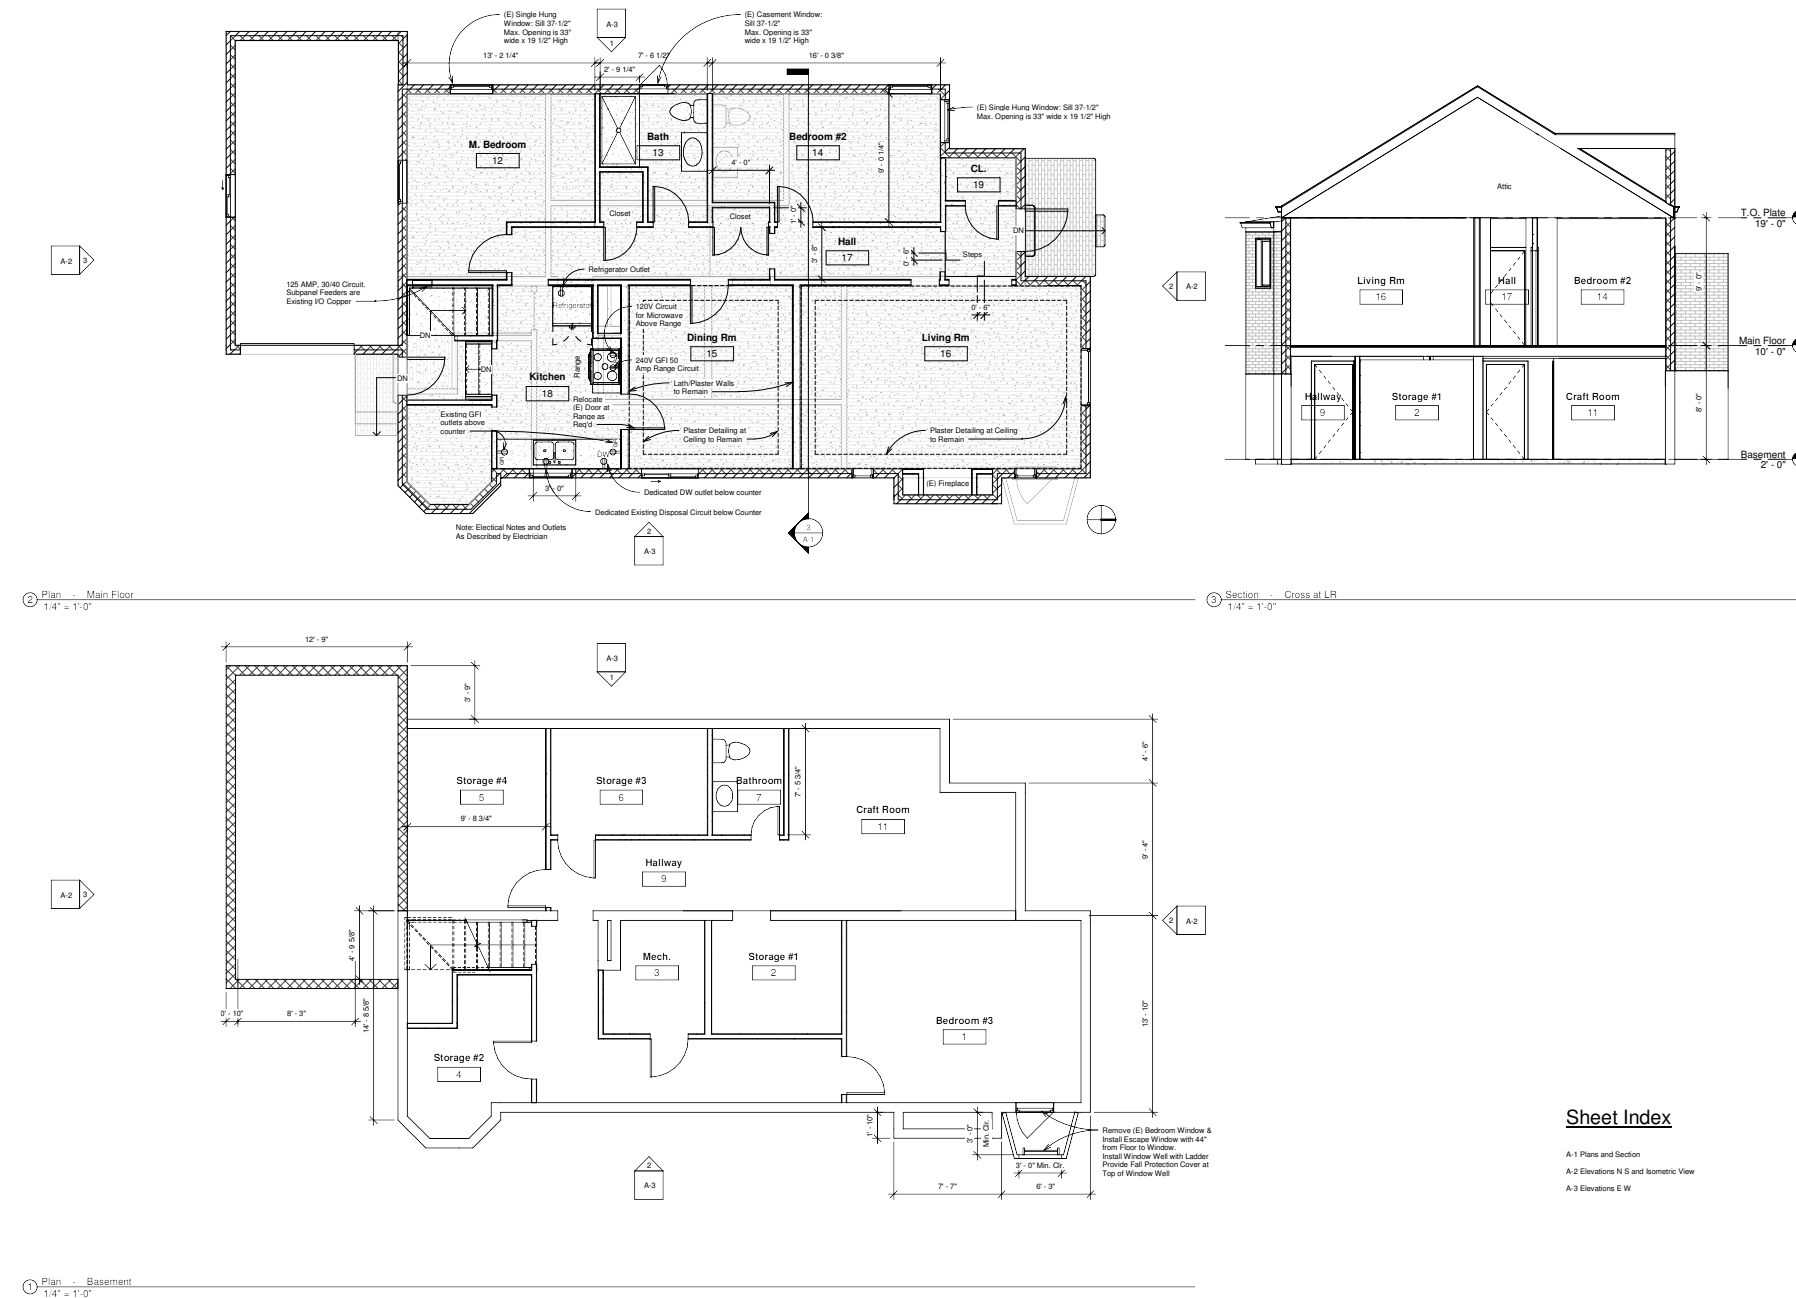 (E) Single Hung
Window: Sill 37-1/2"
Max. Opening is 33"
wide x 19 1/2" High
A-3
1
(E) Casement Window:
Sill 37-1/2"
Max. Opening is 33"
wide x 19 1/2" High
13' - 2 1/4"
7' - 6 1/2"
16' - 0 3/8"
2' - 9 1/4"
(E) Single Hung Window: Sill 37-1/2"
Max. Opening is 33" wide x 19 1/2" High
M. Bedroom
12
Bath
13
Bedroom #2
14
4' - 0"
9' - 0 1/4"
CL.
19
Closet
Closet
1' - 0"
Hall
17
3' - 8"
0' - 6"
Steps
DN
A-2
3
2
A-2
Refrigerator Outlet
125 AMP, 30/40 Circuit.
Subpanel Feeders are
Existing I/O Copper
Refrigerator
120V Circuit
for Microwave
Above Range
0' - 6"
DN
Dining Rm
15
Living Rm
16
240V GFI 50
Amp Range Circuit
Range
DN
DN
Kitchen
18
Lath/Plaster Walls
to Remain
Relocate
(E) Door at
Range as
Req'd
Existing GFI
outlets above
counter
Plaster Detailing at
Ceiling to Remain
Plaster Detailing at Ceiling
to Remain
DW
(E) Fireplace
3' - 0"
Dedicated DW outlet below counter
Dedicated Existing Disposal Circuit below Counter
Note: Electical Notes and Outlets
As Described by Electrician
2
A-3
3
A-1
2
Plan - Main Floor
1/4" = 1'-0"
Attic
T.O. Plate
19' - 0"
Living Rm
16
Hall
17
Bedroom #2
14
9' - 0"
Main Floor
10' - 0"
Hallway
9
Storage #1
2
Craft Room
11
8' - 0"
Basement
2' - 0"
3
Section - Cross at LR
1/4" = 1'-0"
12' - 9"
A-3
1
3' - 9"
4' - 6"
Storage #4
5
Storage #3
6
Bathroom
7
7' - 5 3/4"
Craft Room
11
9' - 8 3/4"
9' - 4"
Hallway
9
A-2
3
2
A-2
4' - 9 5/8"
Mech.
3
Storage #1
2
0' - 10"
8' - 3"
14' - 8 5/8"
Bedroom #3
1
13' - 10"
Storage #2
4
1' - 10"
3' - 0"
Min. Clr.
3' - 0" Min. Clr.
Remove (E) Bedroom Window &
Install Escape Window with 44"
from Floor to Window.
Install Window Well with Ladder
Provide Fall Protection Cover at
Top of Window Well
2
A-3
7' - 7"
6' - 3"
1
Plan - Basement
1/4" = 1'-0"
Sheet Index
A-1 Plans and Section
A-2 Elevations N S and Isometric View
A-3 Elevations E W